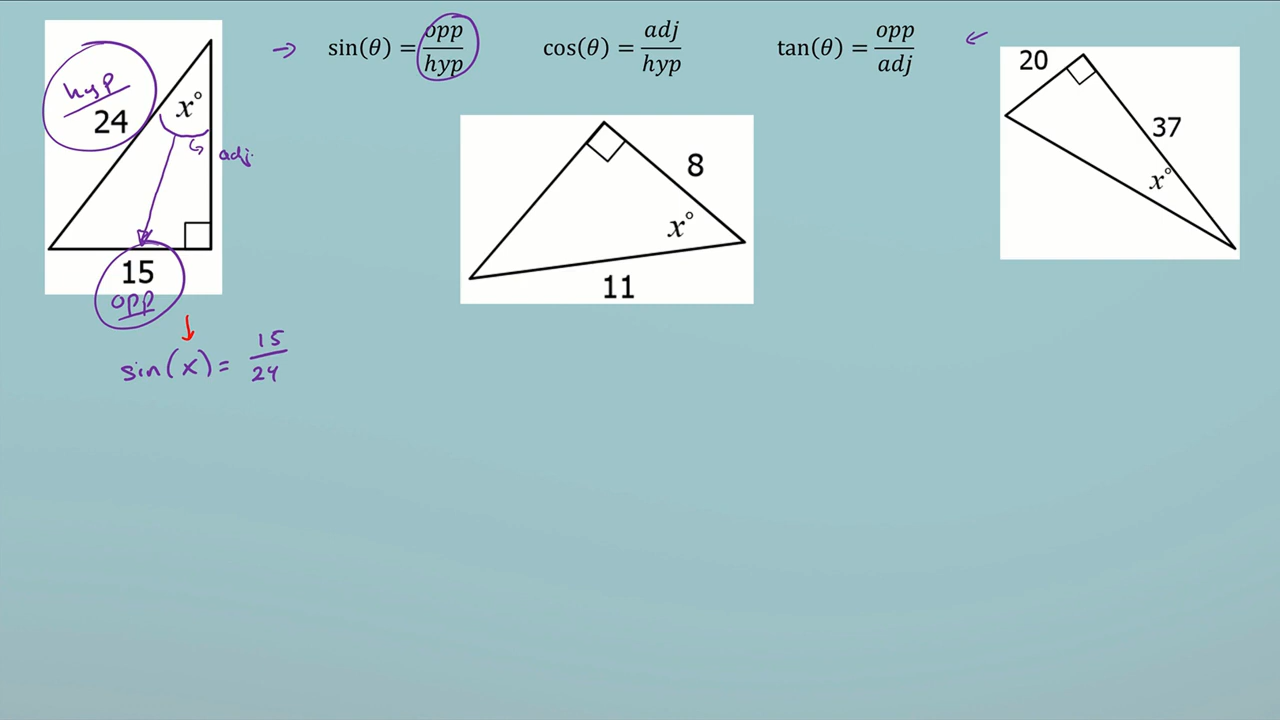 hyp
24
x°
adj.
15
opp
sin(x) = 15/24
→ sin(θ) = opp/hyp
cos(θ) = adj/hyp
tan(θ) = opp/adj ←
8
x°
11
20
37
x°